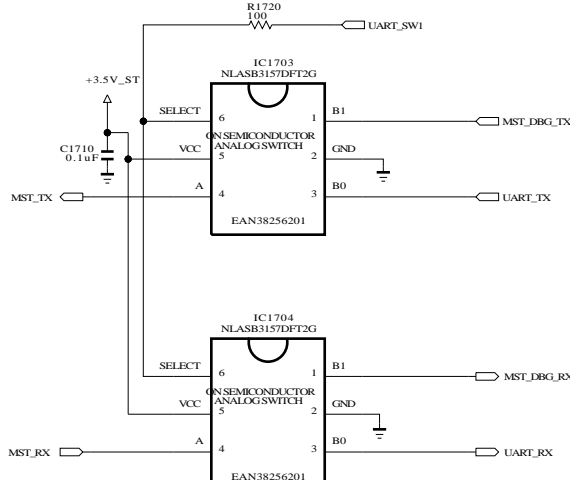 R1720
100
UART_SW1
IC1703
NLASB3157DFT2G
+3.5V_ST
SELECT
6
1
B1
MST_DBG_TX
ON SEMICONDUCTOR
ANALOG SWITCH
C1710
0.1uF
VCC
5
2
GND
MST_TX
A
4
3
B0
UART_TX
EAN38256201
IC1704
NLASB3157DFT2G
SELECT
6
1
B1
MST_DBG_RX
ON SEMICONDUCTOR
ANALOG SWITCH
VCC
5
2
GND
MST_RX
A
4
3
B0
UART_RX
EAN38256201